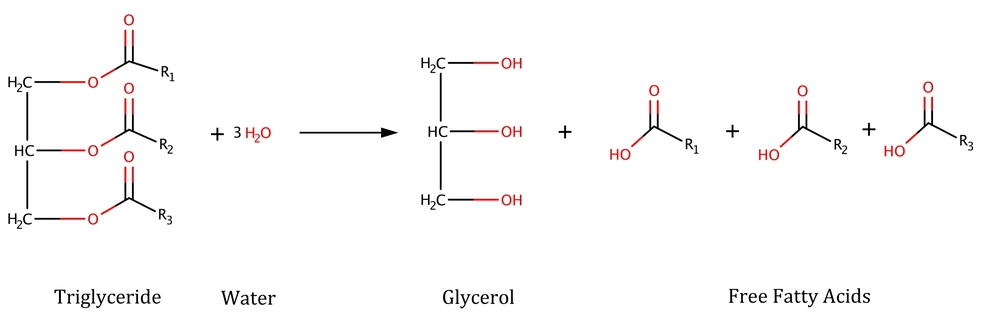 O
H₂C O R₁
O
HC O R₂
O
H₂C O R₃
+ 3 H₂O
H₂C OH
HC OH
H₂C OH
+
O
HO R₁
+
O
HO R₂
+
O
HO R₃
Triglyceride Water Glycerol Free Fatty Acids